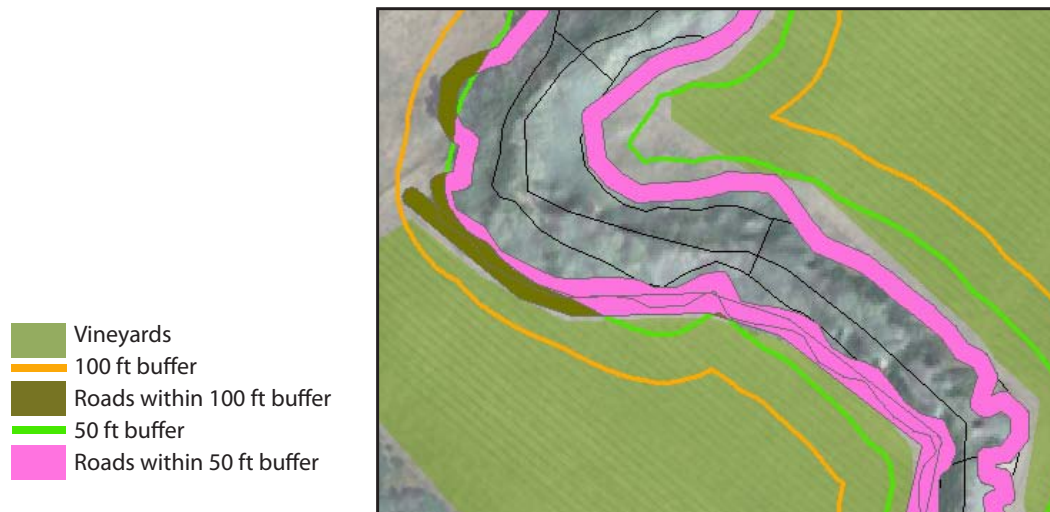 Vineyards
100 ft buffer
Roads within 100 ft buffer
50 ft buffer
Roads within 50 ft buffer